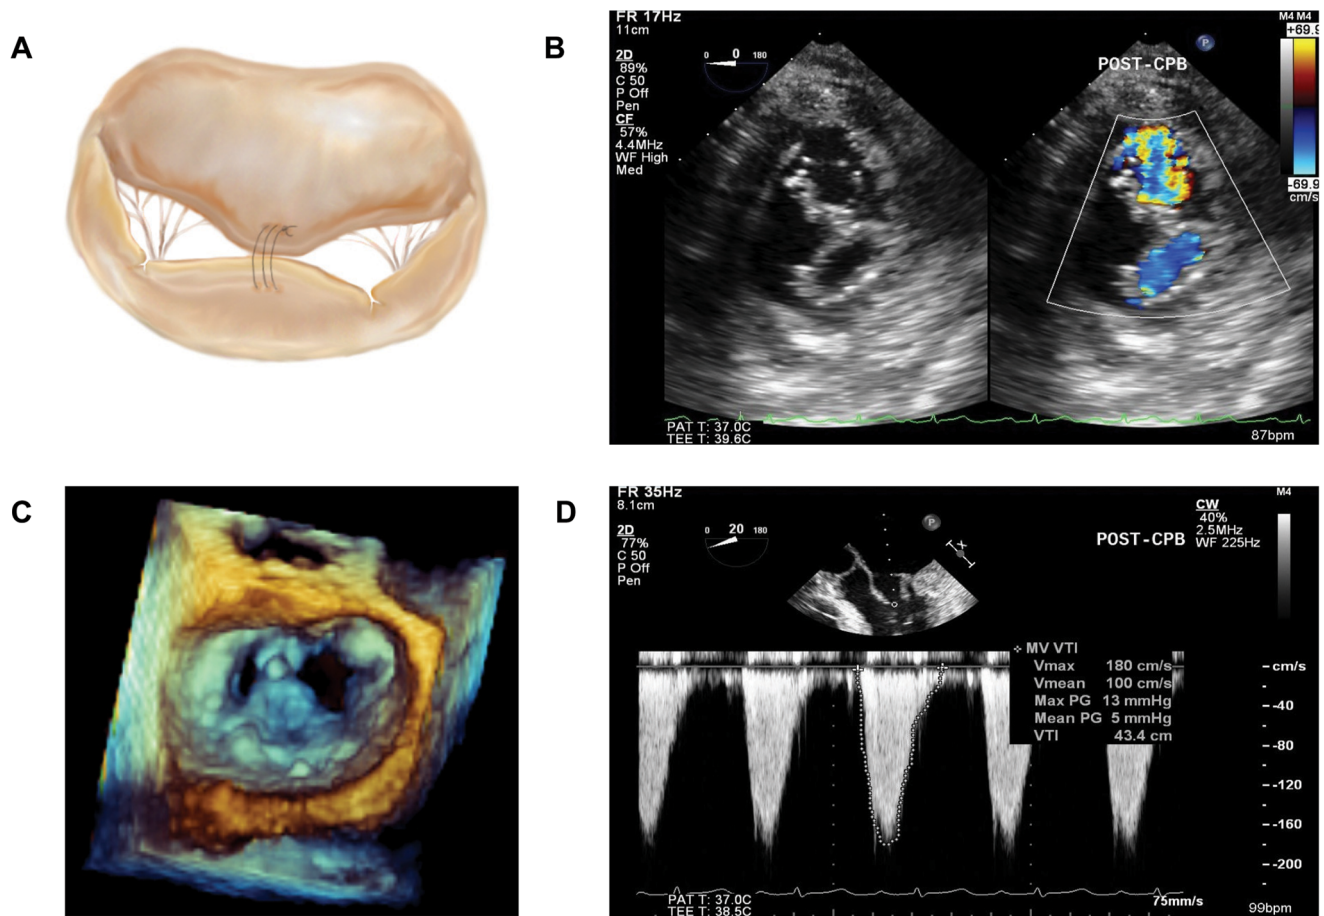 A
B
FR 17Hz
11cm
2D
89%
C 50
P Off
Pen
CF
57%
4.4MHz
WF High
Med
0 0 180
P
POST-CPB
M4 M4
+69.9
-69.9
cm/s
PAT T: 37.0C
TEE T: 39.6C
87bpm
C
D
FR 35Hz
8.1cm
2D
77%
C 50
P Off
Pen
0 20 180
P
X
POST-CPB
CW
40%
2.5MHz
WF 225Hz
M4
MV VTI
Vmax 180 cm/s
Vmean 100 cm/s
Max PG 13 mmHg
Mean PG 5 mmHg
VTI 43.4 cm
cm/s
-40
-80
-120
-160
-200
PAT T: 37.0C
TEE T: 38.5C
75mm/s
99bpm